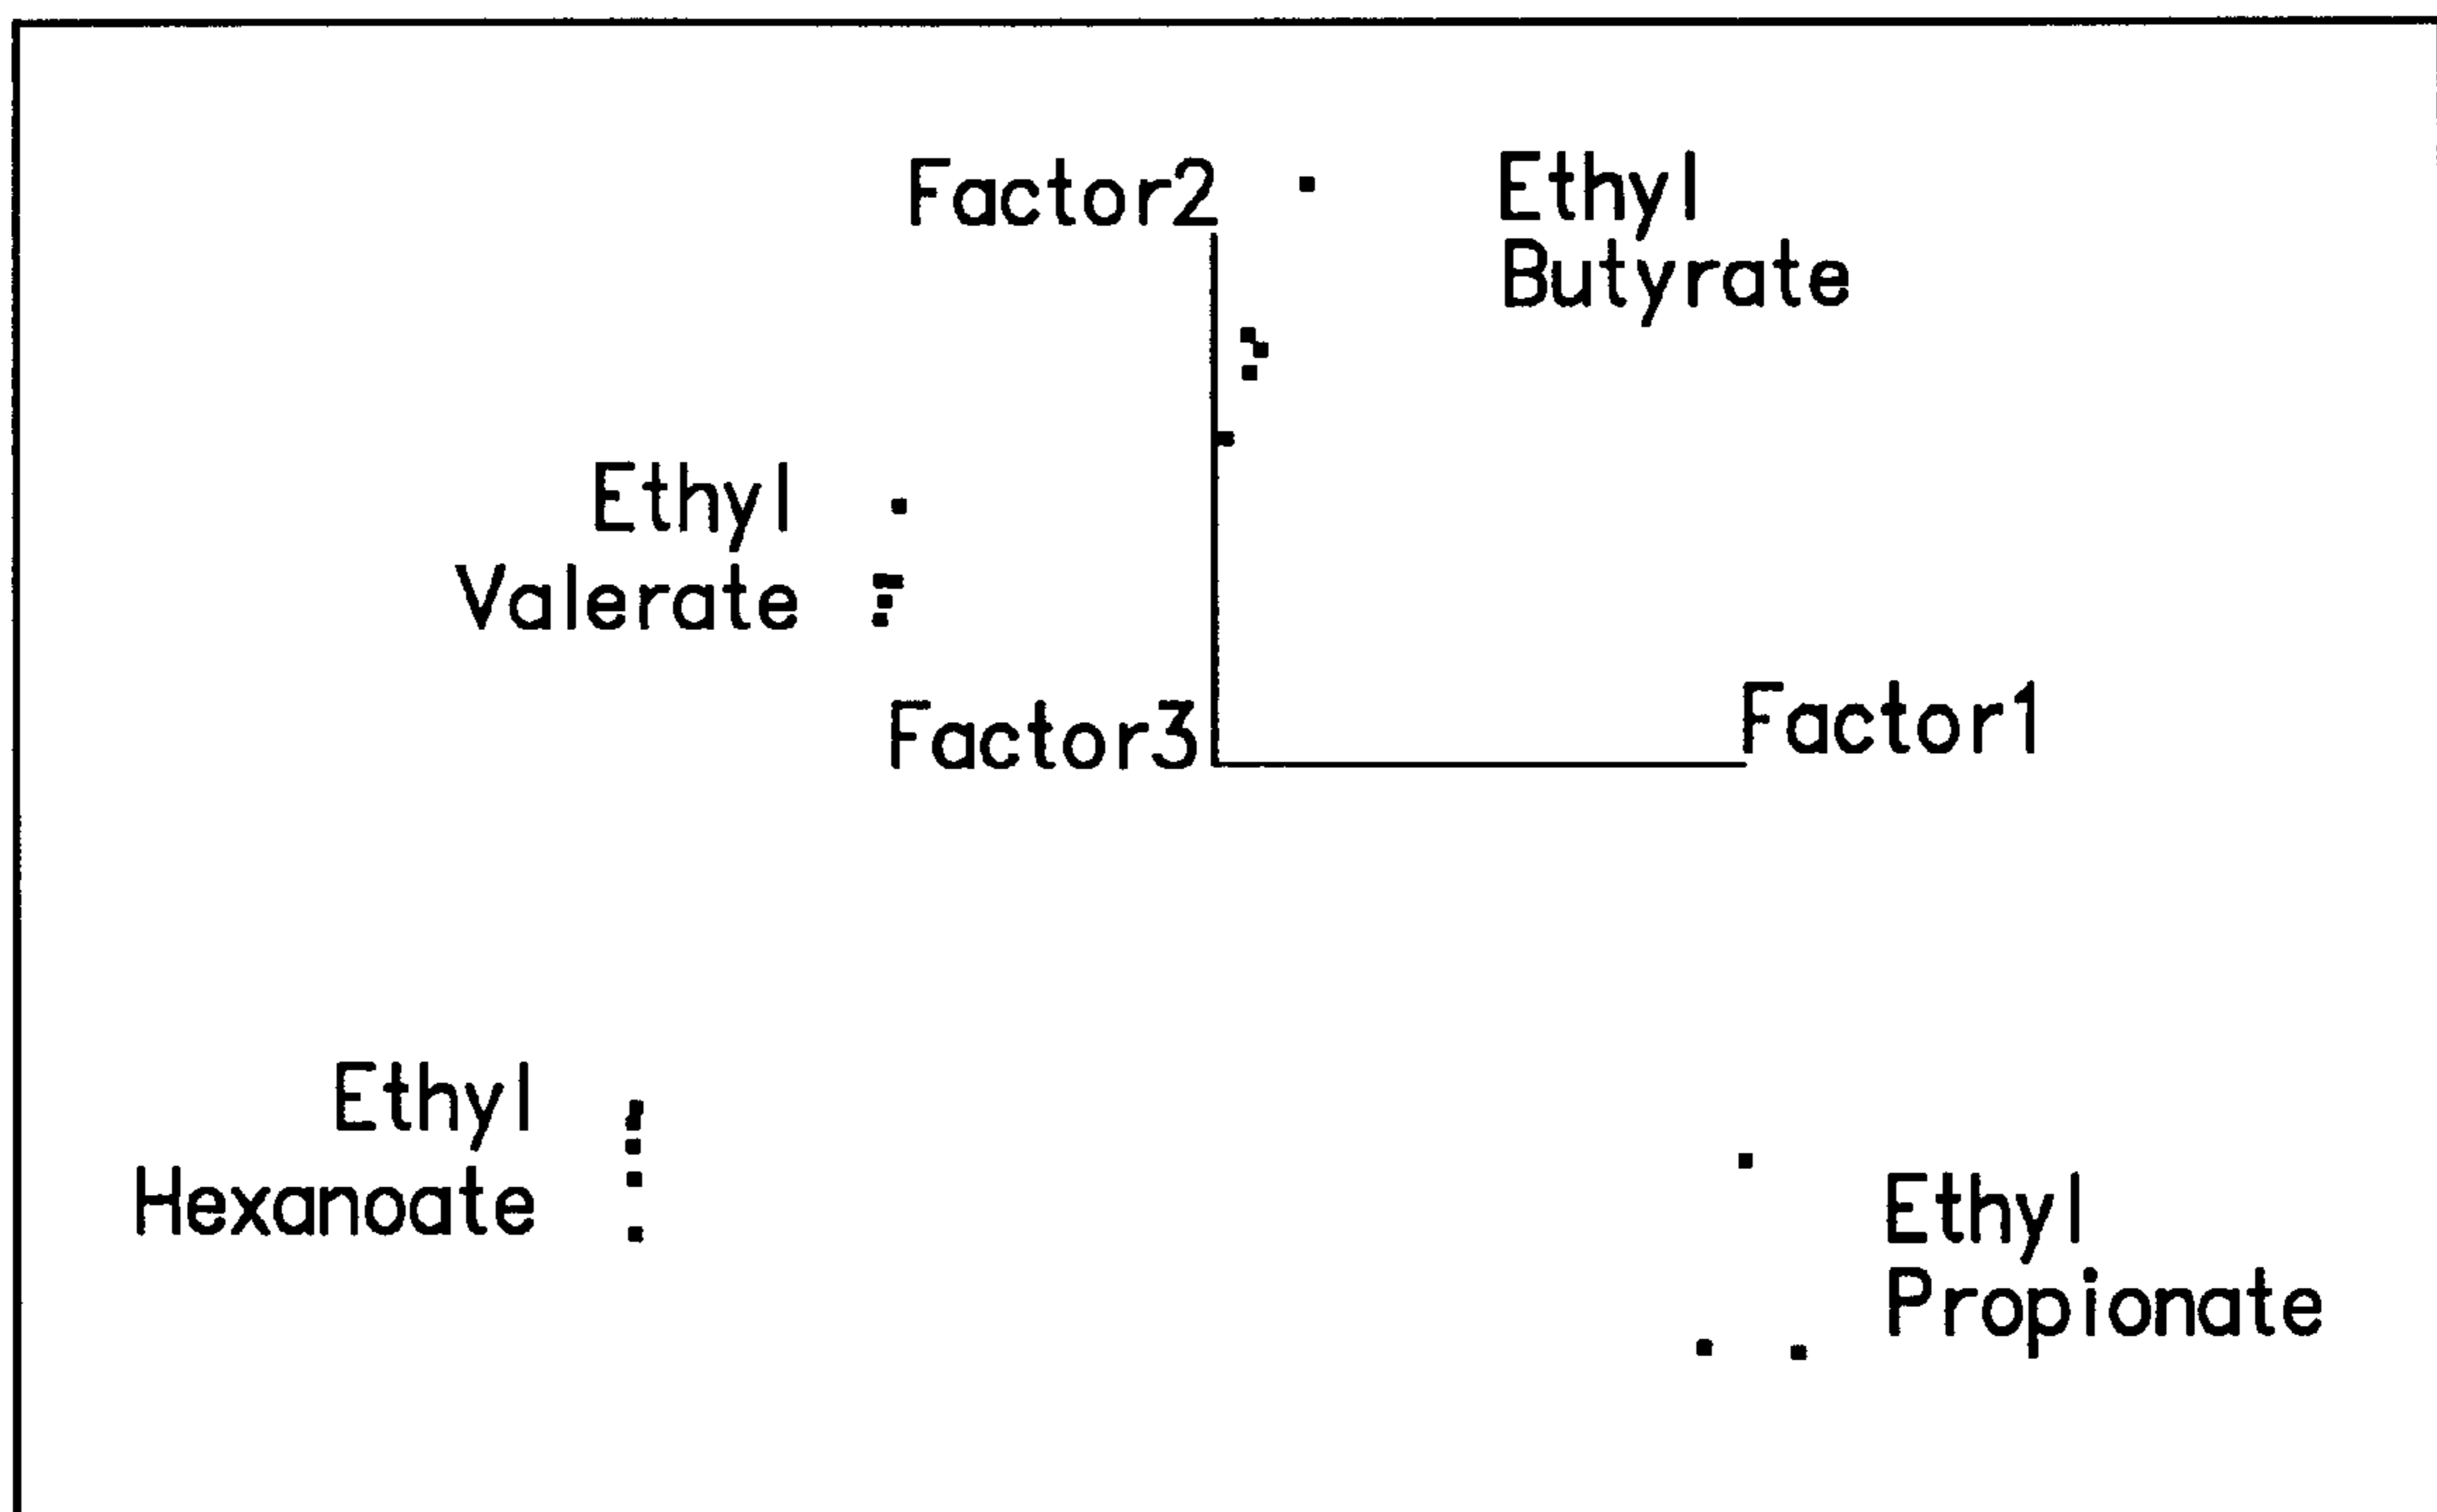 Factor2
Ethyl
Butyrate
Ethyl
Valerate
Factor3
Factor1
Ethyl
Hexanoate
Ethyl
Propionate